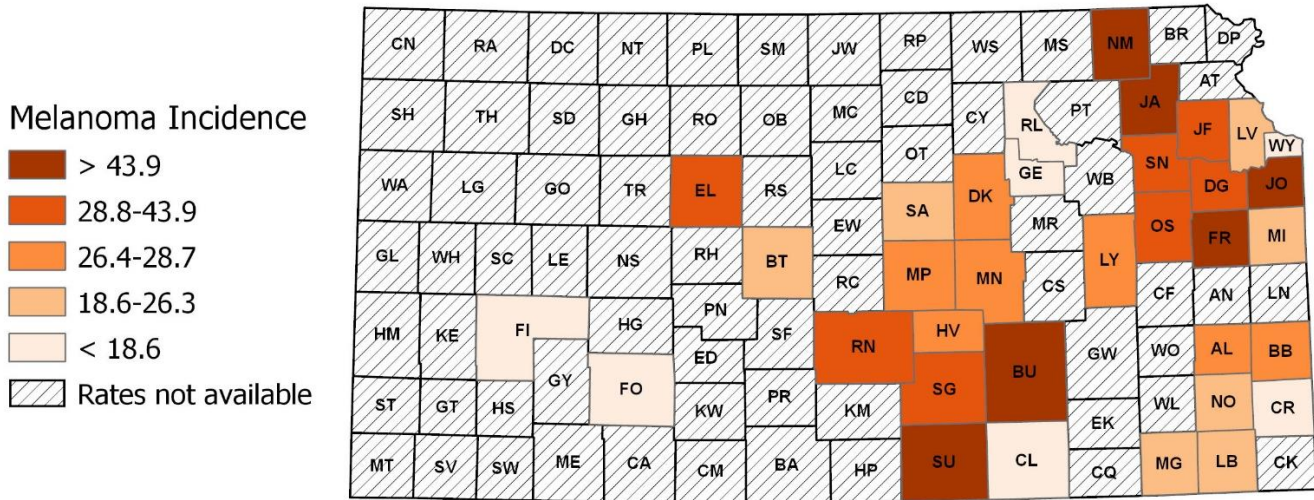 Melanoma Incidence
> 43.9
28.8-43.9
26.4-28.7
18.6-26.3
< 18.6
Rates not available
CN RA DC NT PL SM JW RP WS MS NM BR DP
SH TH SD GH RO OB MC CD CY RL PT JA AT JF LV WY
WA LG GO TR EL RS LC OT SA DK GE WB SN DG JO
GL WH SC LE NS RH BT EW MP MN MR LY OS FR MI
HM KE FI HG PN SF RC RN HV CS CF AN LN
ST GT HS GY FO ED KW PR KM SG BU GW WO AL BB
MT SV SW ME CA CM BA HP SU CL EK WL NO CR
CQ MG LB CK